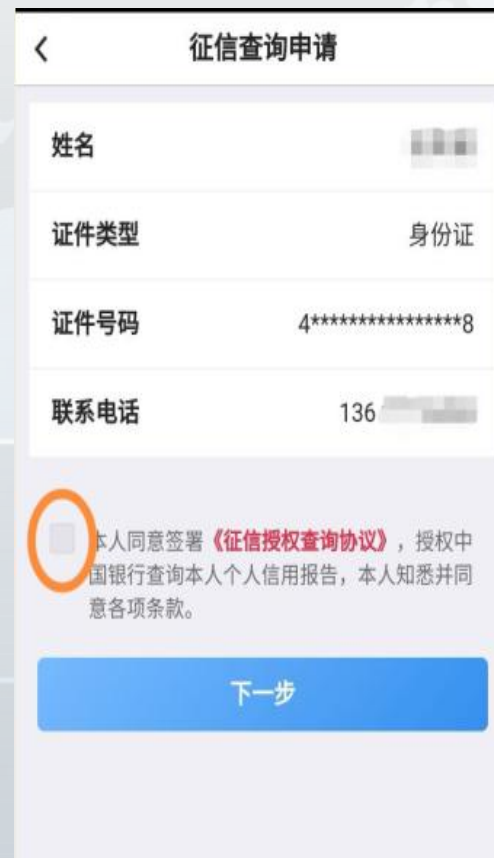 征信查询申请
姓名
证件类型 身份证
证件号码 4****************8
联系电话 136
本人同意签署《征信授权查询协议》，授权中
国银行查询本人个人信用报告，本人知悉并同
意各项条款。
下一步